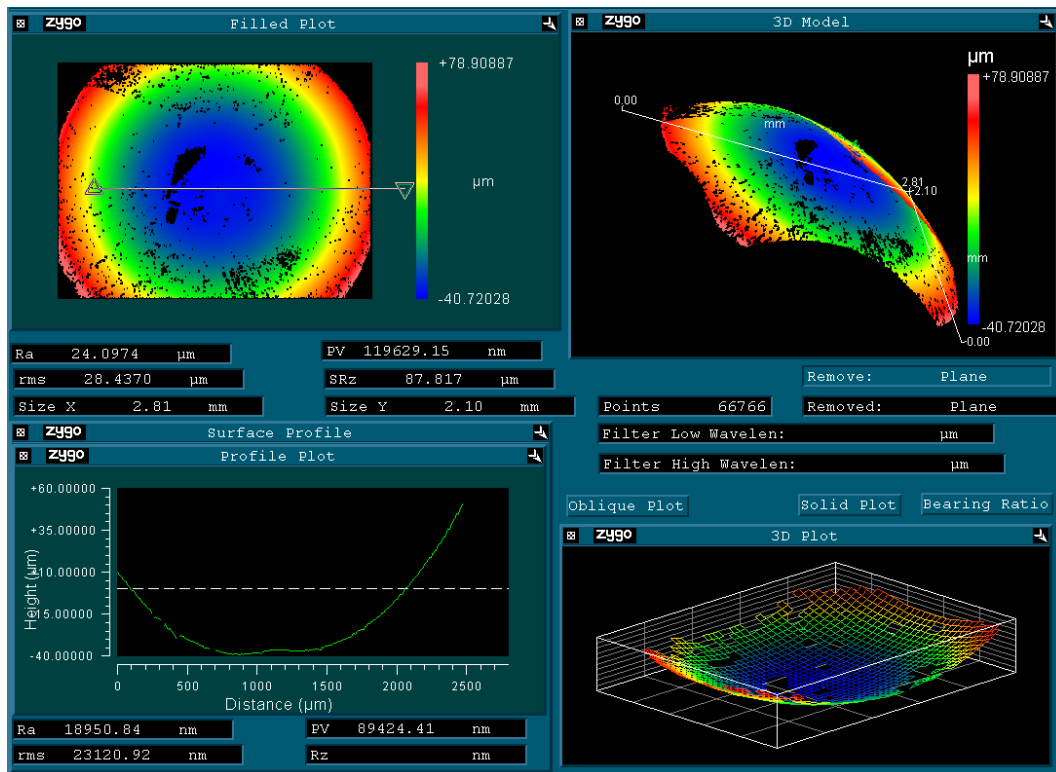 zygo Filled Plot
+78.90887
µm
-40.72028
Ra 24.0974 µm
PV 119629.15 nm
rms 28.4370 µm
SRz 87.817 µm
Size X 2.81 mm
Size Y 2.10 mm
zygo 3D Model
µm
+78.90887
0.00
mm
2.81
2.10
mm
-40.72028
0.00
Remove: Plane
Points 66766
Removed: Plane
Filter Low Wavelen: µm
Filter High Wavelen: µm
Oblique Plot
Solid Plot
Bearing Ratio
zygo Surface Profile
zygo Profile Plot
+60.00000
+35.00000
+10.00000
-15.00000
-40.00000
Height (µm)
0 500 1000 1500 2000 2500
Distance (µm)
Ra 18950.84 nm
PV 89424.41 nm
rms 23120.92 nm
Rz nm
zygo 3D Plot